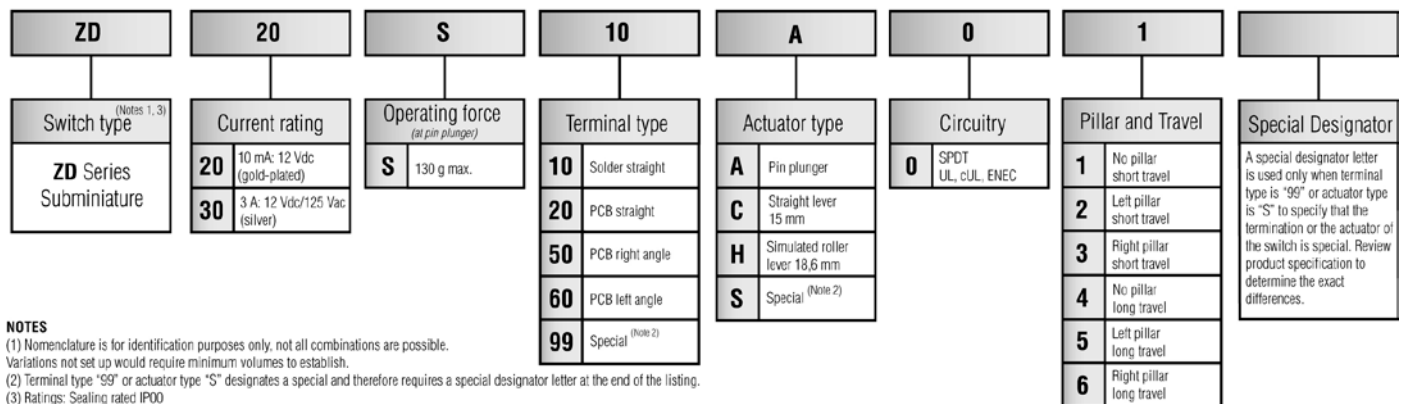 ZD 20 S 10 A 0 1
Switch type (Notes 1, 3)
ZD Series
Subminiature
Current rating
20 10 mA: 12 Vdc
(gold-plated)
30 3 A: 12 Vdc/125 Vac
(silver)
Operating force
(at pin plunger)
S 130 g max.
Terminal type
10 Solder straight
20 PCB straight
50 PCB right angle
60 PCB left angle
99 Special (Note 2)
Actuator type
A Pin plunger
C Straight lever
15 mm
H Simulated roller
lever 18,6 mm
S Special (Note 2)
Circuitry
0 SPDT
UL, cUL, ENEC
Pillar and Travel
1 No pillar
short travel
2 Left pillar
short travel
3 Right pillar
short travel
4 No pillar
long travel
5 Left pillar
long travel
6 Right pillar
long travel
Special Designator
A special designator letter
is used only when terminal
type is "99" or actuator type
is "S" to specify that the
termination or the actuator of
the switch is special. Review
product specification to
determine the exact
differences.
NOTES
(1) Nomenclature is for identification purposes only, not all combinations are possible.
Variations not set up would require minimum volumes to establish.
(2) Terminal type "99" or actuator type "S" designates a special and therefore requires a special designator letter at the end of the listing.
(3) Ratings: Sealing rated IP00